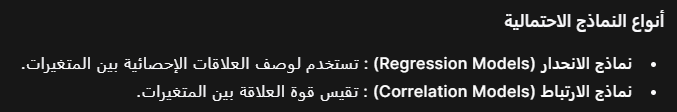 أنواع النماذج الاحتمالية
• نماذج الانحدار (Regression Models) : تستخدم لوصف العلاقات الإحصائية بين المتغيرات.
• نماذج الارتباط (Correlation Models) : تقيس قوة العلاقة بين المتغيرات.